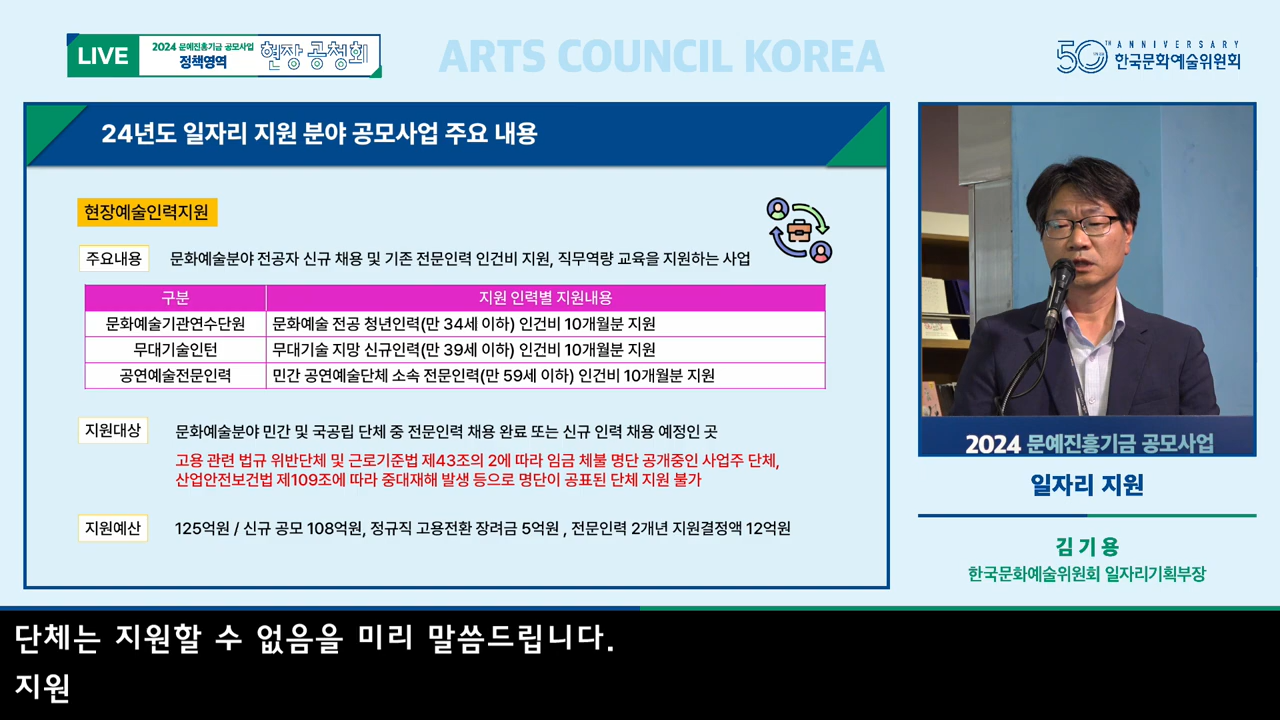 LIVE
2024 문예진흥기금 공모사업
정책영역
현장 공청회
ARTS COUNCIL KOREA
50TH ANNIVERSARY
한국문화예술위원회
24년도 일자리 지원 분야 공모사업 주요 내용
현장예술인력지원
주요내용 문화예술분야 전공자 신규 채용 및 기존 전문인력 인건비 지원, 직무역량 교육을 지원하는 사업
구분 지원 인력별 지원내용
문화예술기관연수단원 문화예술 전공 청년인력(만 34세 이하) 인건비 10개월분 지원
무대기술인턴 무대기술 지망 신규인력(만 39세 이하) 인건비 10개월분 지원
공연예술전문인력 민간 공연예술단체 소속 전문인력(만 59세 이하) 인건비 10개월분 지원
지원대상 문화예술분야 민간 및 국공립 단체 중 전문인력 채용 완료 또는 신규 인력 채용 예정인 곳
고용 관련 법규 위반단체 및 근로기준법 제43조의 2에 따라 임금 체불 명단 공개중인 사업주 단체,
산업안전보건법 제109조에 따라 중대재해 발생 등으로 명단이 공표된 단체 지원 불가
지원예산 125억원 / 신규 공모 108억원, 정규직 고용전환 장려금 5억원 , 전문인력 2개년 지원결정액 12억원
2024 문예진흥기금 공모사업
일자리 지원
김기용
한국문화예술위원회 일자리기획부장
단체는 지원할 수 없음을 미리 말씀드립니다.
지원